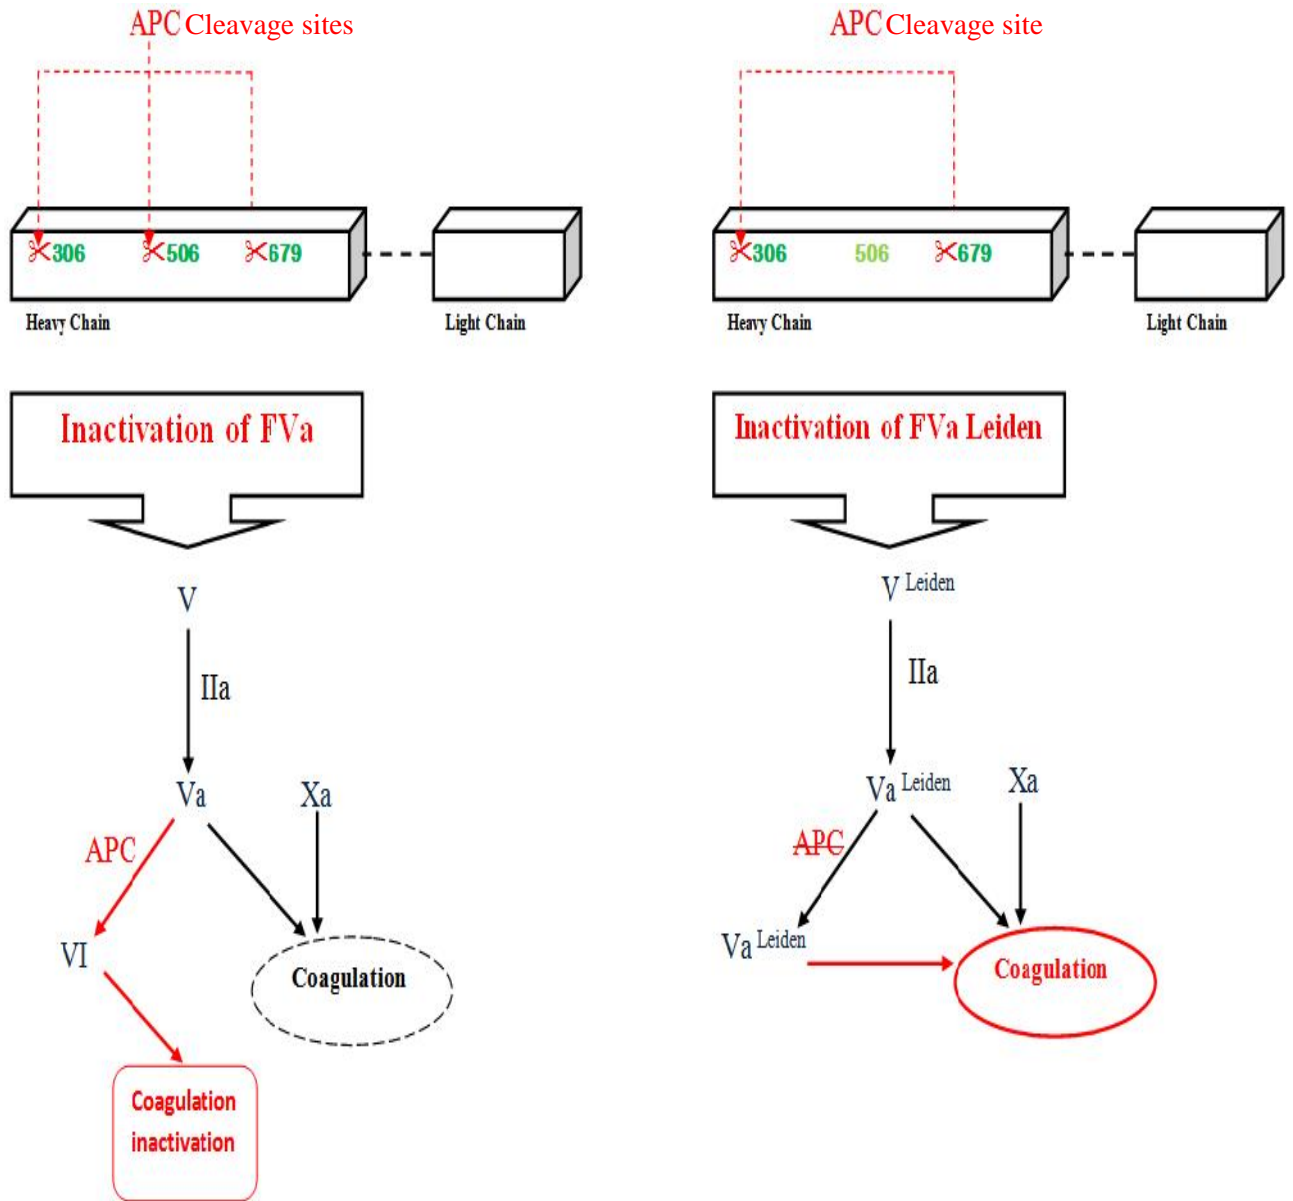 APC Cleavage sites
306 506 679
Heavy Chain
Light Chain
Inactivation of FVa
V
IIa
Va
Xa
APC
VI
Coagulation
Coagulation
inactivation
APC Cleavage site
306 506 679
Heavy Chain
Light Chain
Inactivation of FVa Leiden
V Leiden
IIa
Va Leiden
Xa
APC
Va Leiden
Coagulation